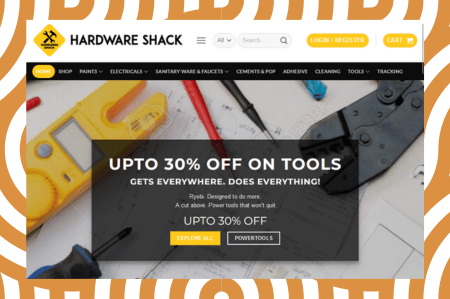 HARDWARE SHACK
All
Search...
LOGIN / REGISTER
CART
HOME
SHOP
PAINTS
ELECTRICALS
SANITARY WARE & FAUCETS
CEMENTS & POP
ADHESIVE
CLEANING
TOOLS
TRACKING
UPTO 30% OFF ON TOOLS
GETS EVERYWHERE. DOES EVERYTHING!
Ryobi. Designed to do more.
A cut above. Power tools that won't quit.
UPTO 30% OFF
EXPLORE ALL
POWERTOOLS